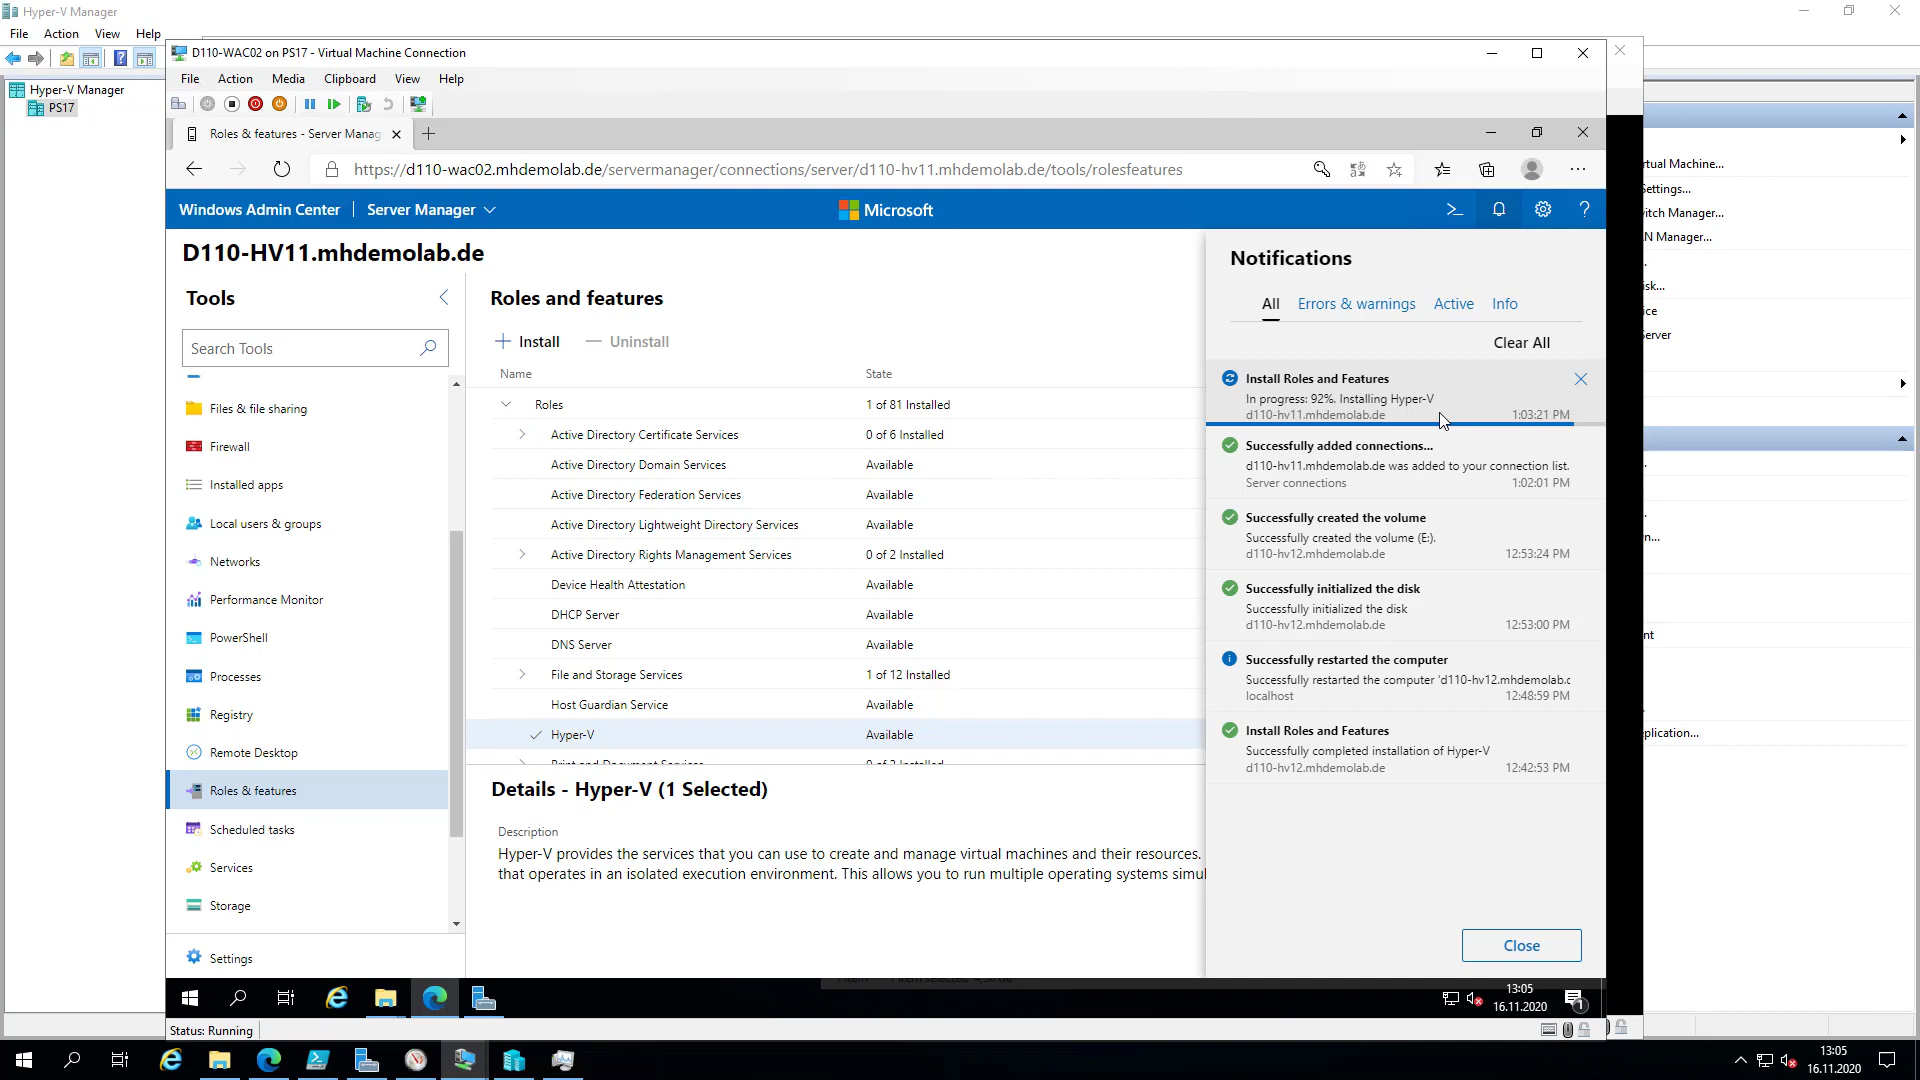 Hyper-V Manager
File Action View Help
Hyper-V Manager
PS17
D110-WAC02 on PS17 - Virtual Machine Connection
File Action Media Clipboard View Help
Roles & features - Server Manag
https://d110-wac02.mhdemolab.de/servermanager/connections/server/d110-hv11.mhdemolab.de/tools/rolesfeatures
Windows Admin Center Server Manager Microsoft
D110-HV11.mhdemolab.de
Tools
Search Tools
Files & file sharing
Firewall
Installed apps
Local users & groups
Networks
Performance Monitor
PowerShell
Processes
Registry
Remote Desktop
Roles & features
Scheduled tasks
Services
Storage
Settings
Roles and features
Install Uninstall
Name State
Roles 1 of 81 Installed
Active Directory Certificate Services 0 of 6 Installed
Active Directory Domain Services Available
Active Directory Federation Services Available
Active Directory Lightweight Directory Services Available
Active Directory Rights Management Services 0 of 2 Installed
Device Health Attestation Available
DHCP Server Available
DNS Server Available
File and Storage Services 1 of 12 Installed
Host Guardian Service Available
Hyper-V Available
Print and Document Services
Details - Hyper-V (1 Selected)
Description
Hyper-V provides the services that you can use to create and manage virtual machines and their resources.
that operates in an isolated execution environment. This allows you to run multiple operating systems simul
Notifications
All Errors & warnings Active Info
Clear All
Install Roles and Features
In progress: 92%. Installing Hyper-V
d110-hv11.mhdemolab.de 1:03:21 PM
Successfully added connections...
d110-hv11.mhdemolab.de was added to your connection list.
Server connections 1:02:01 PM
Successfully created the volume
Successfully created the volume (E:).
d110-hv12.mhdemolab.de 12:53:24 PM
Successfully initialized the disk
Successfully initialized the disk
d110-hv12.mhdemolab.de 12:53:00 PM
Successfully restarted the computer
Successfully restarted the computer 'd110-hv12.mhdemolab.c
localhost 12:48:59 PM
Install Roles and Features
Successfully completed installation of Hyper-V
d110-hv12.mhdemolab.de 12:42:53 PM
Close
13:05
16.11.2020
1
Status: Running
rtual Machine...
Settings...
vitch Manager...
N Manager...
isk...
ice
Server
n...
nt
plication...
13:05
16.11.2020